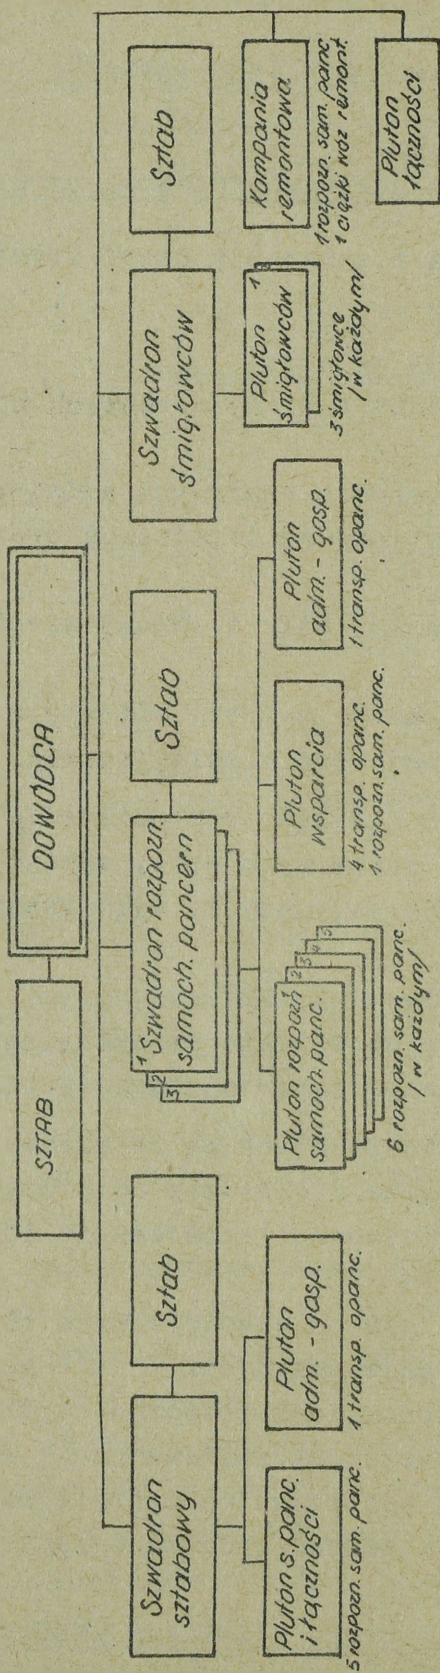 DOWÓDCA
SZTAB
Szwadron
sztabowy
Sztab
Pluton s. panc.
i łączności
5 rozpozn. sam. panc.
Pluton
adm. - gosp.
1 transp. opanc.
1 Szwadron rozpozn.
samoch. pancern
2
3
Sztab
Pluton rozpozn 1
samoch. panc.
2
3
4
5
6 rozpozn. sam. panc.
/ w każdym/
Pluton
wsparcia
4 transp. opanc.
1 rozpozn. sam. panc.
Pluton
adm. - gosp.
1 transp. opanc.
Szwadron
śmigłowców
Sztab
Pluton 1
śmigłowców
3 śmigłowce
/w każdym/
Kompania
remontowa
1 rozpozn. sam. panc
1 ciężki wóz remont.
Pluton
łączności